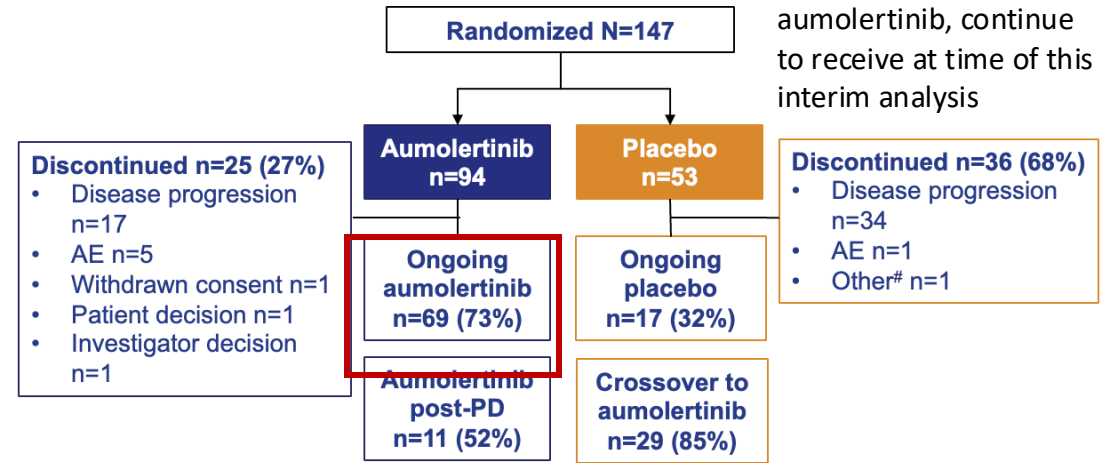 Randomized N=147
aumolertinib, continue
to receive at time of this
interim analysis
Aumolertinib
n=94
Placebo
n=53
Discontinued n=25 (27%)
• Disease progression
n=17
• AE n=5
• Withdrawn consent n=1
• Patient decision n=1
• Investigator decision
n=1
Discontinued n=36 (68%)
• Disease progression
n=34
• AE n=1
• Other# n=1
Ongoing
aumolertinib
n=69 (73%)
Ongoing
placebo
n=17 (32%)
Aumolertinib
post-PD
n=11 (52%)
Crossover to
aumolertinib
n=29 (85%)